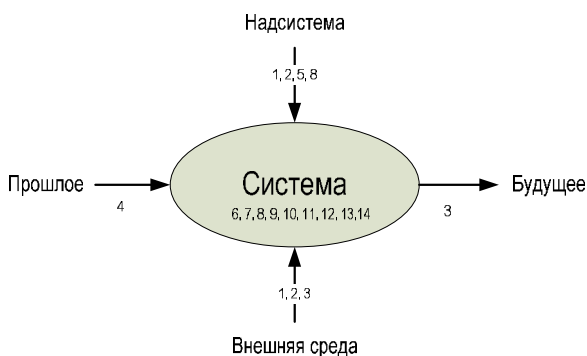 Надсистема
1, 2, 5, 8
Прошлое
4
Система
6, 7, 8, 9, 10, 11, 12, 13, 14
Будущее
3
1, 2, 3
Внешняя среда